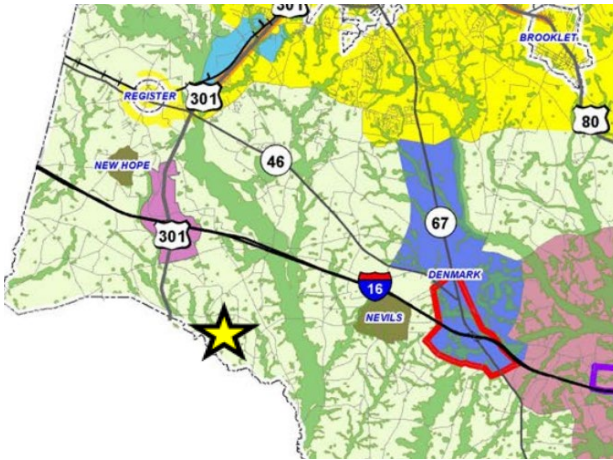 301
BROOKLET
REGISTER
301
80
46
NEW HOPE
67
301
DENMARK
16
NEVILS